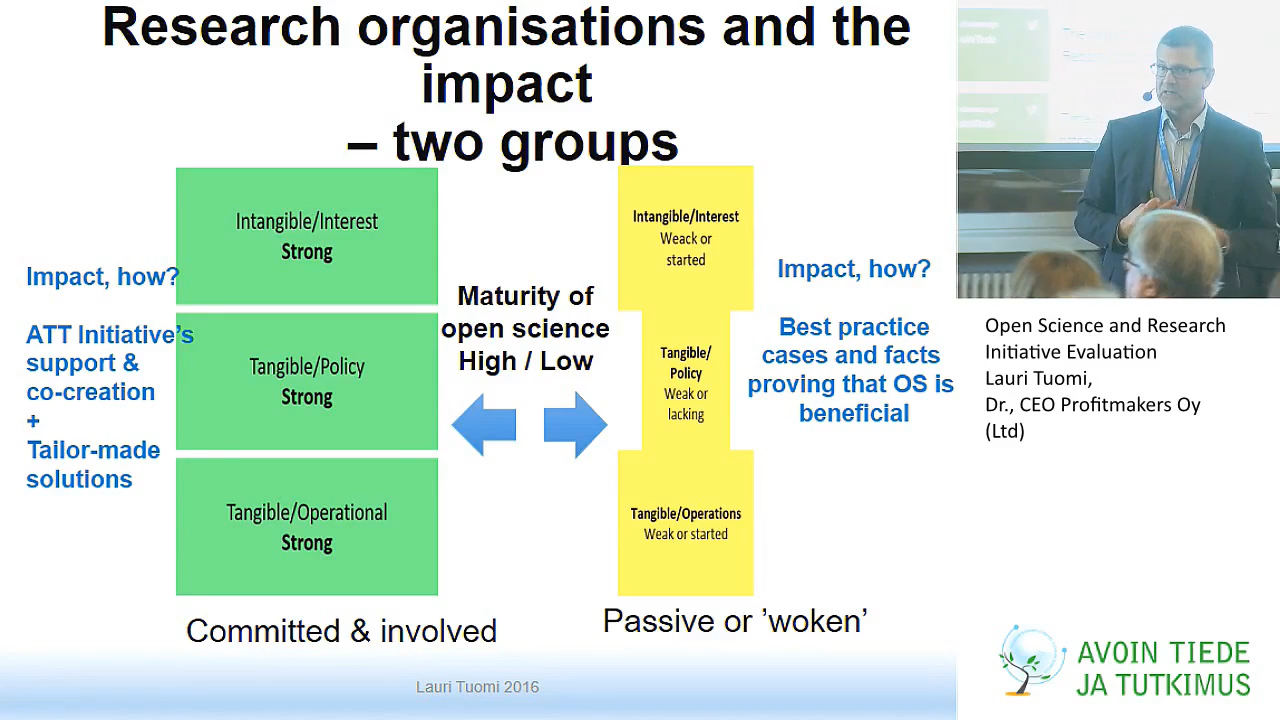 Research organisations and the
impact
– two groups
Intangible/Interest
Strong
Impact, how?
ATT Initiative's
support &
co-creation
+
Tailor-made
solutions
Tangible/Policy
Strong
Tangible/Operational
Strong
Committed & involved
Maturity of
open science
High / Low
Intangible/Interest
Weack or
started
Tangible/
Policy
Weak or
lacking
Tangible/Operations
Weak or started
Passive or ’woken’
Impact, how?
Best practice
cases and facts
proving that OS is
beneficial
Lauri Tuomi 2016
Open Science and Research
Initiative Evaluation
Lauri Tuomi,
Dr., CEO Profitmakers Oy
(Ltd)
AVOIN TIEDE
JA TUTKIMUS